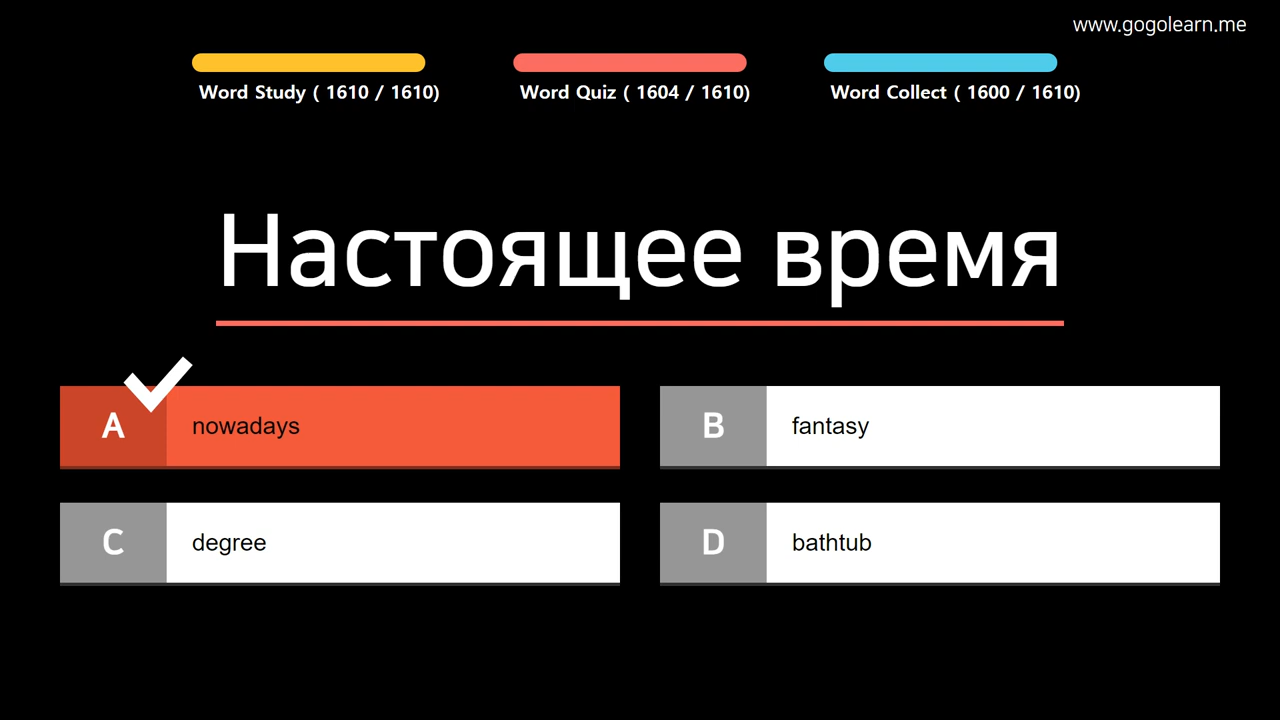 www.gogolearn.me
Word Study ( 1610 / 1610)
Word Quiz ( 1604 / 1610)
Word Collect ( 1600 / 1610)
Настоящее время
A nowadays
B fantasy
C degree
D bathtub